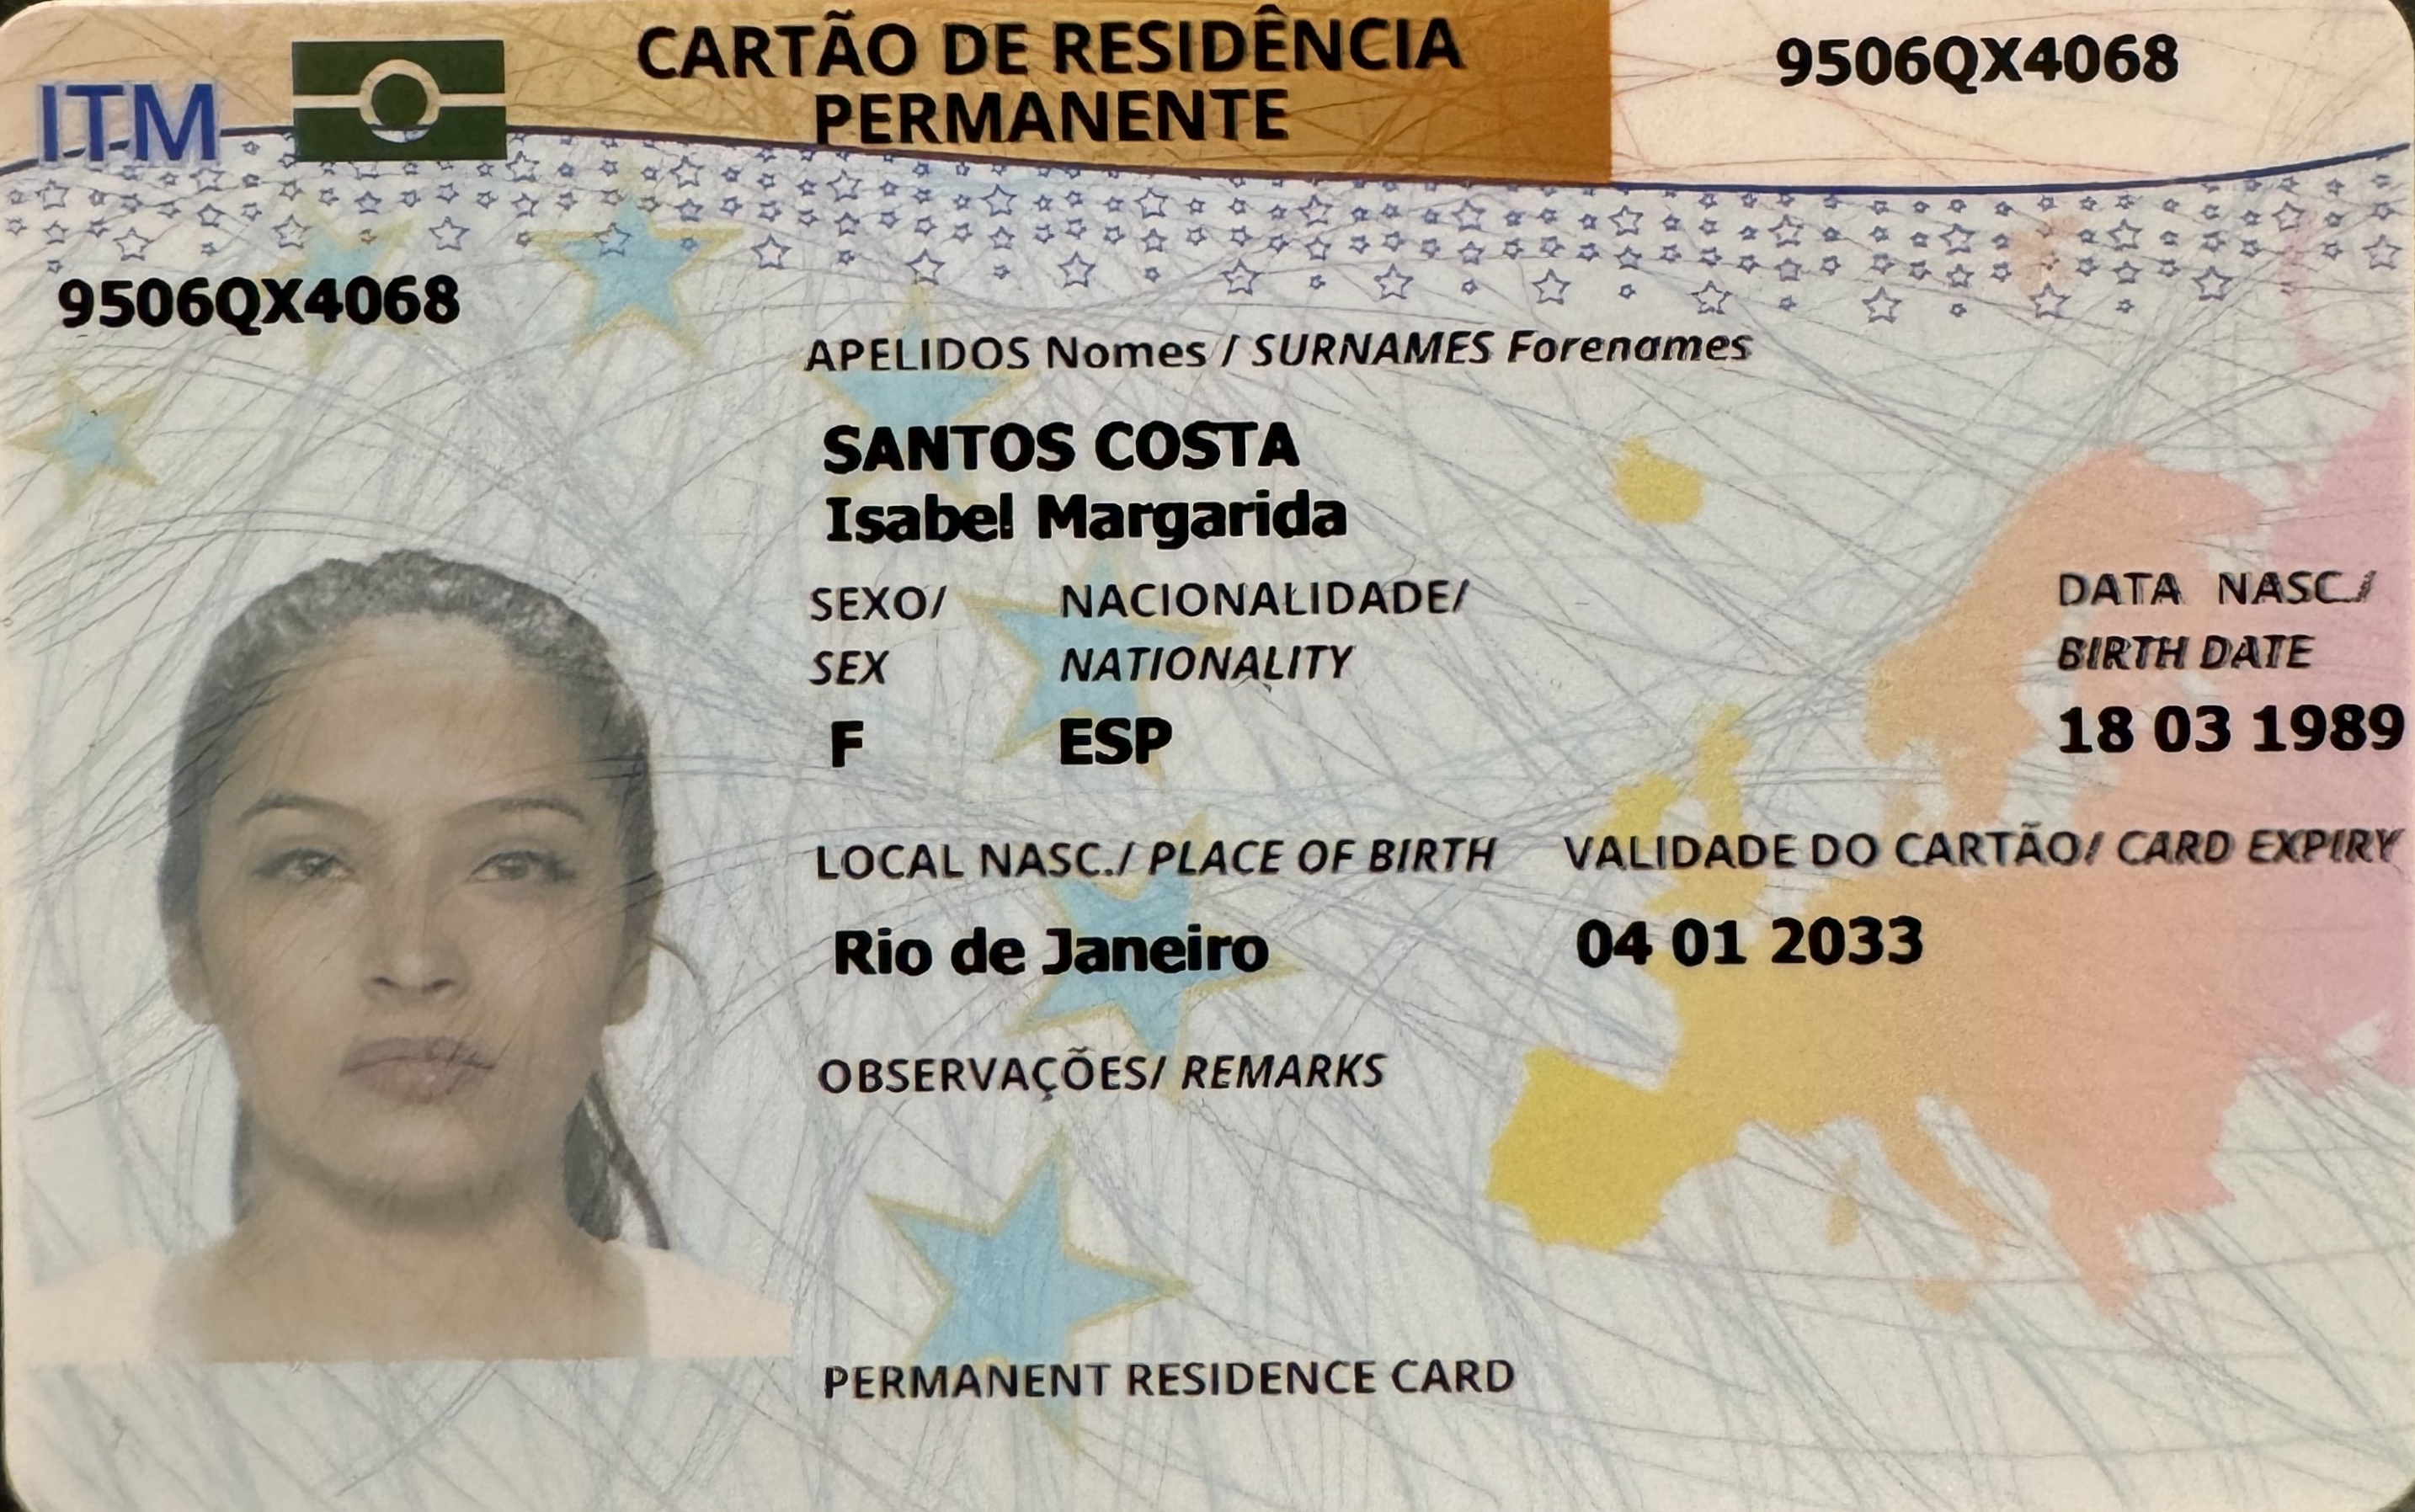 ITM
CARTÃO DE RESIDÊNCIA
PERMANENTE
9506QX4068
9506QX4068
APELIDOS Nomes / SURNAMES Forenames
SANTOS COSTA
Isabel Margarida
SEXO/ NACIONALIDADE/ DATA NASC./
SEX NATIONALITY BIRTH DATE
F ESP 18 03 1989
LOCAL NASC./ PLACE OF BIRTH VALIDADE DO CARTÃO/ CARD EXPIRY
Rio de Janeiro 04 01 2033
OBSERVAÇÕES/ REMARKS
PERMANENT RESIDENCE CARD